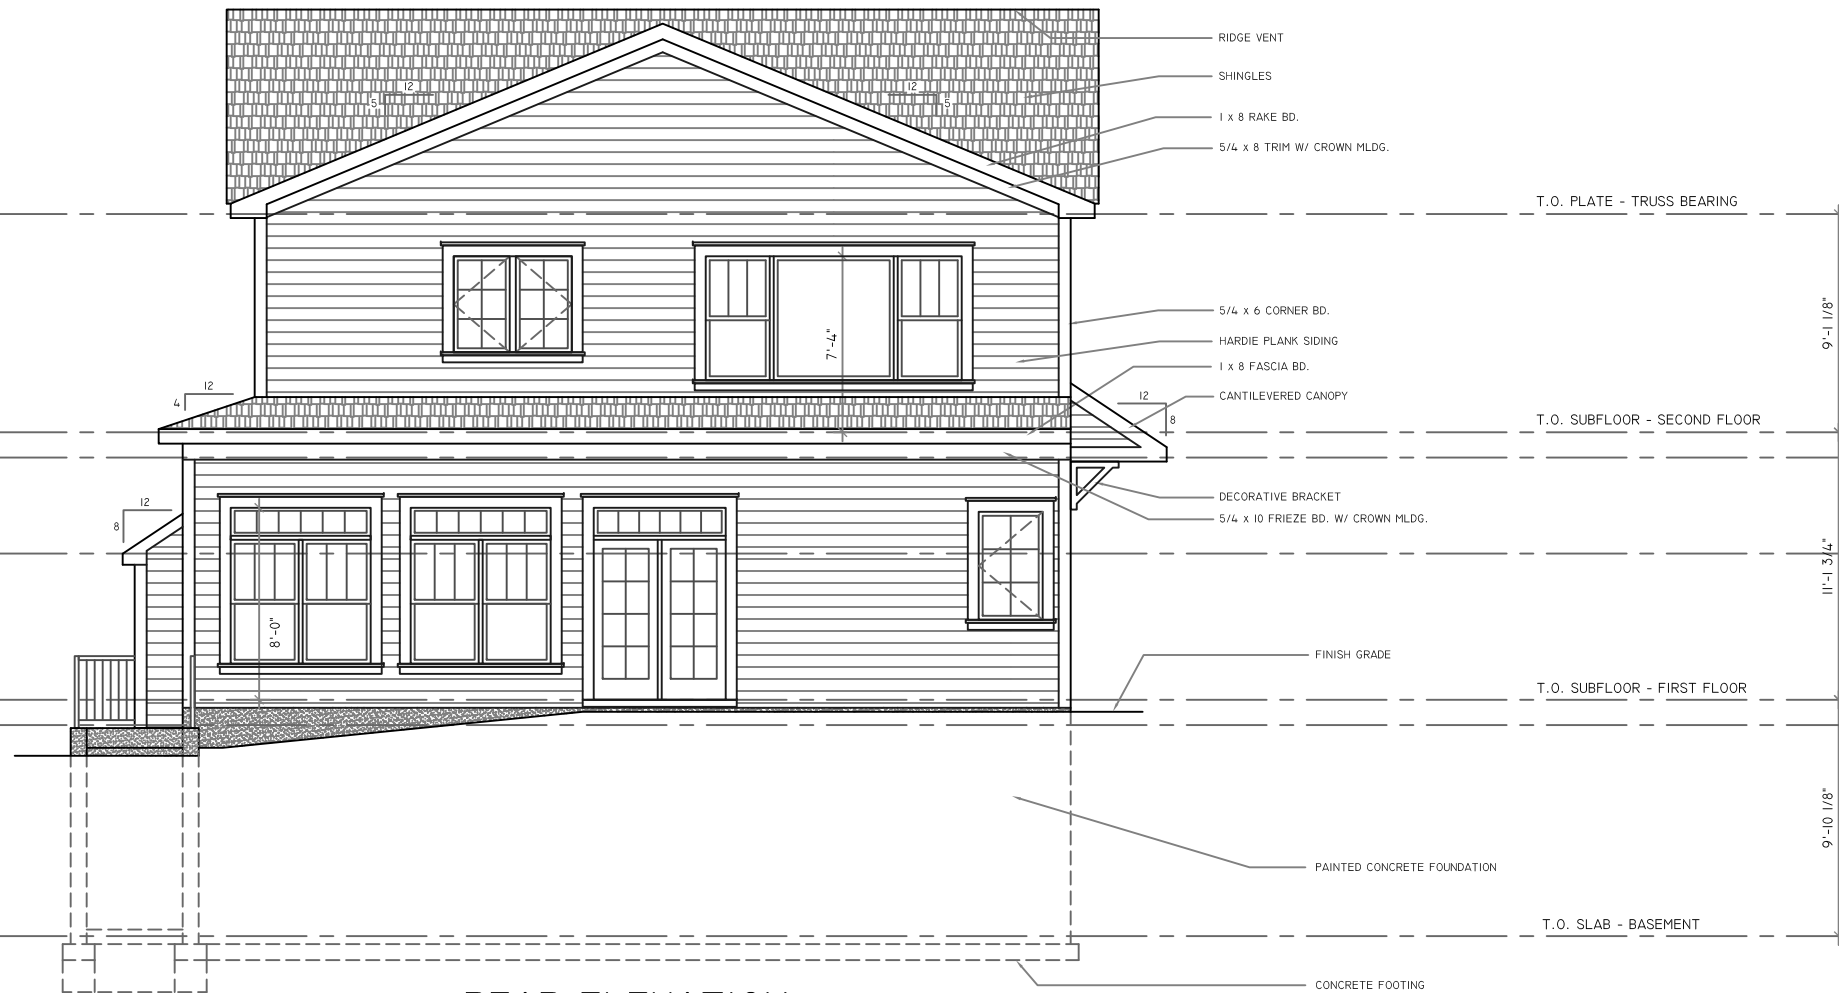 RIDGE VENT
SHINGLES
12
5
12
5
1 x 8 RAKE BD.
5/4 x 8 TRIM W/ CROWN MLDG.
T.O. PLATE - TRUSS BEARING
5/4 x 6 CORNER BD.
9'-1 1/8"
HARDIE PLANK SIDING
7'-4"
1 x 8 FASCIA BD.
12
4
CANTILEVERED CANOPY
12
8
T.O. SUBFLOOR - SECOND FLOOR
DECORATIVE BRACKET
12
8
5/4 x 10 FRIEZE BD. W/ CROWN MLDG.
11'-1 3/4"
8'-0"
FINISH GRADE
T.O. SUBFLOOR - FIRST FLOOR
9'-10 1/8"
PAINTED CONCRETE FOUNDATION
T.O. SLAB - BASEMENT
CONCRETE FOOTING
REAR ELEVATION